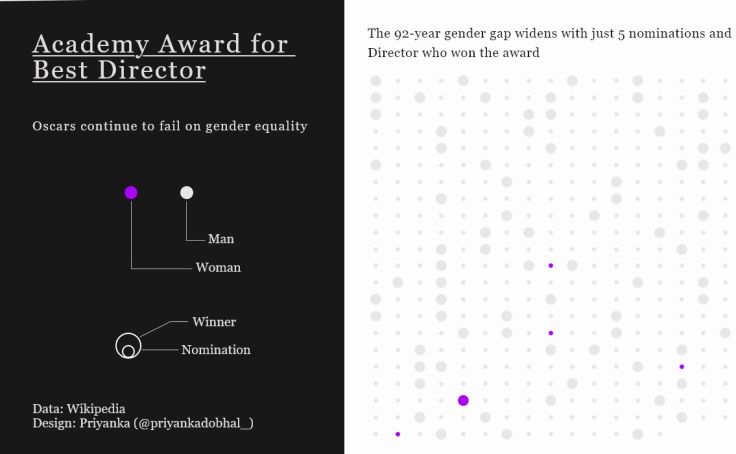 Academy Award for
Best Director
Oscars continue to fail on gender equality
Man
Woman
Winner
Nomination
Data: Wikipedia
Design: Priyanka (@priyankadobhal_)
The 92-year gender gap widens with just 5 nominations and
Director who won the award